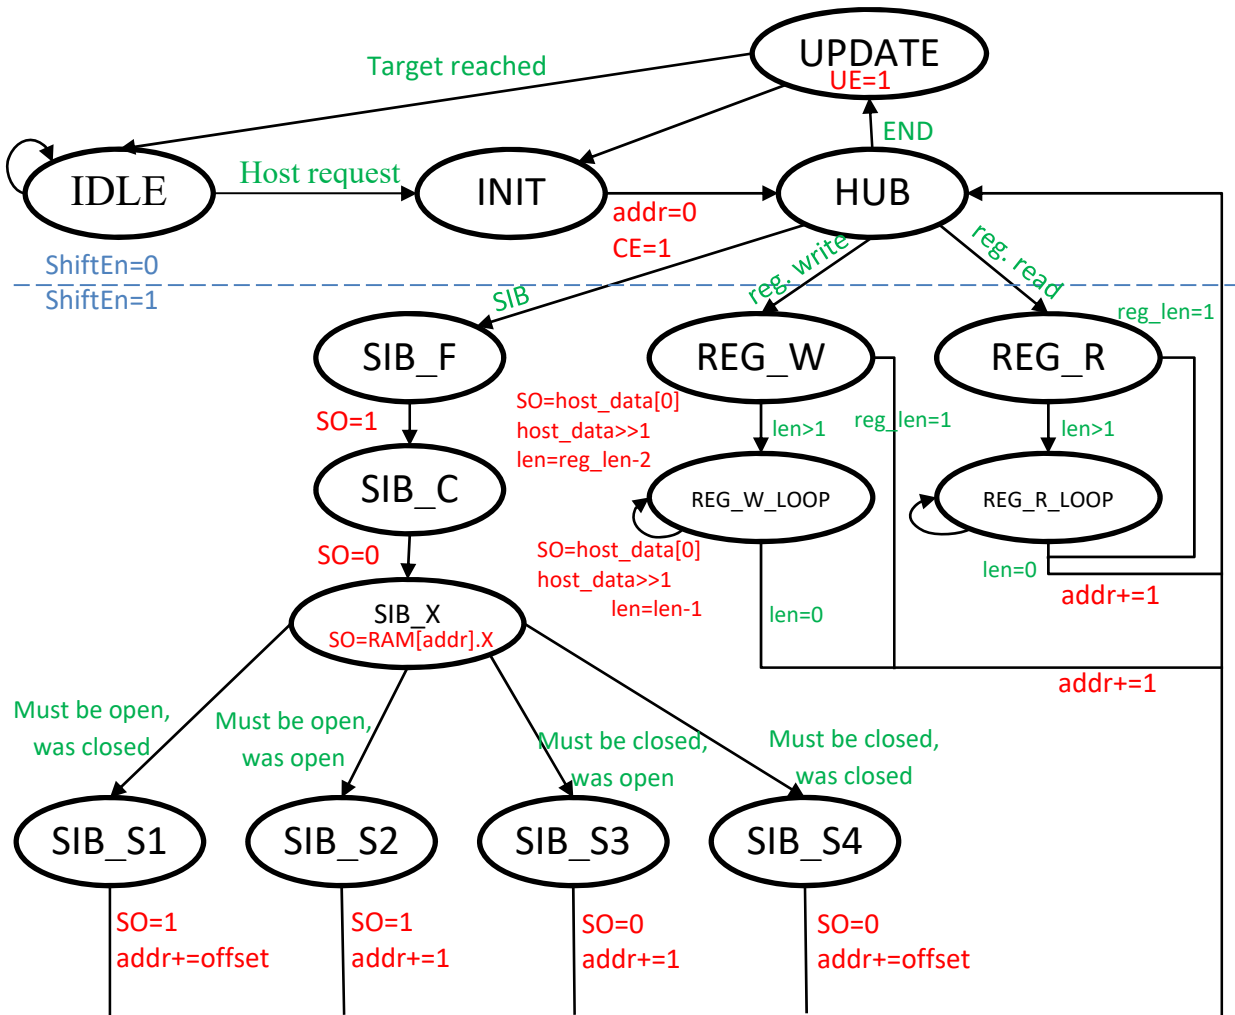 UPDATE
UE=1
Target reached
END
IDLE
Host request
INIT
HUB
addr=0
CE=1
ShiftEn=0
ShiftEn=1
SIB
reg. write
reg. read
reg_len=1
SIB_F
REG_W
REG_R
SO=1
SO=host_data[0]
host_data>>1
len=reg_len-2
len>1
reg_len=1
len>1
SIB_C
REG_W_LOOP
REG_R_LOOP
SO=0
SO=host_data[0]
host_data>>1
len=len-1
len=0
len=0
addr+=1
SIB_X
SO=RAM[addr].X
addr+=1
Must be open,
was closed
Must be open,
was open
Must be closed,
was open
Must be closed,
was closed
SIB_S1
SIB_S2
SIB_S3
SIB_S4
SO=1
addr+=offset
SO=1
addr+=1
SO=0
addr+=1
SO=0
addr+=offset